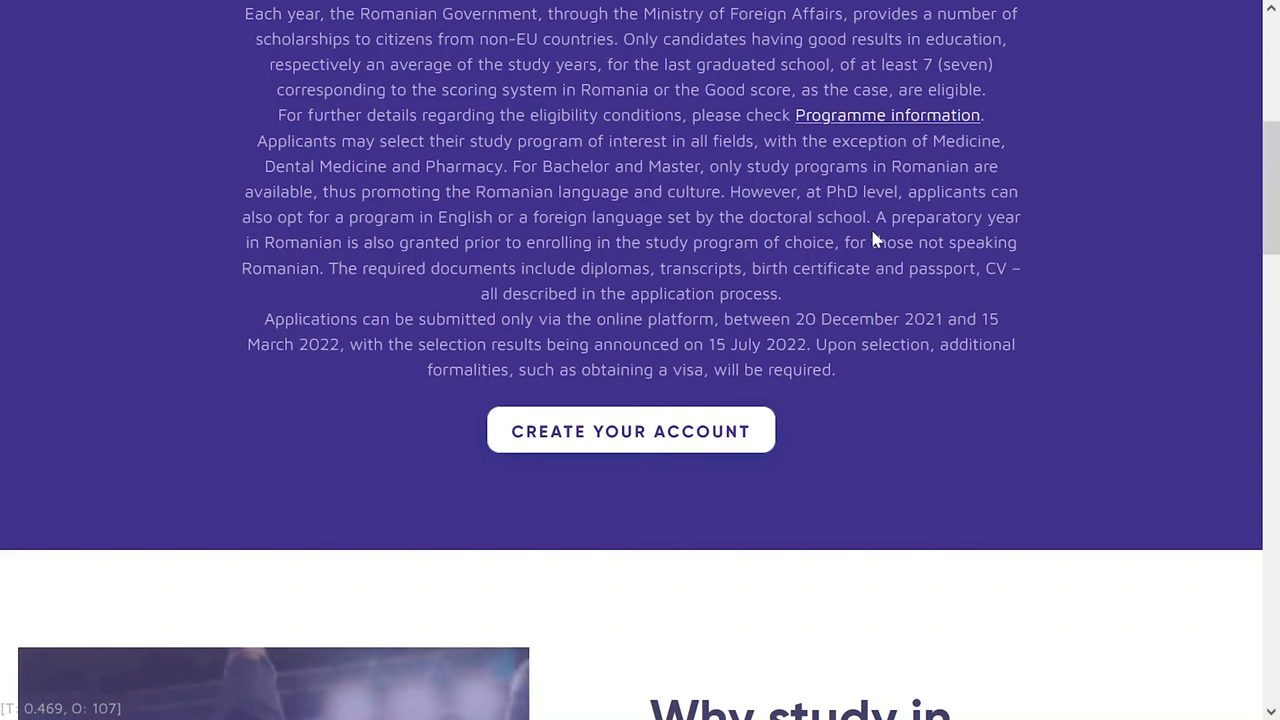 Each year, the Romanian Government, through the Ministry of Foreign Affairs, provides a number of
scholarships to citizens from non-EU countries. Only candidates having good results in education,
respectively an average of the study years, for the last graduated school, of at least 7 (seven)
corresponding to the scoring system in Romania or the Good score, as the case, are eligible.
For further details regarding the eligibility conditions, please check Programme information.
Applicants may select their study program of interest in all fields, with the exception of Medicine,
Dental Medicine and Pharmacy. For Bachelor and Master, only study programs in Romanian are
available, thus promoting the Romanian language and culture. However, at PhD level, applicants can
also opt for a program in English or a foreign language set by the doctoral school. A preparatory year
in Romanian is also granted prior to enrolling in the study program of choice, for those not speaking
Romanian. The required documents include diplomas, transcripts, birth certificate and passport, CV –
all described in the application process.
Applications can be submitted only via the online platform, between 20 December 2021 and 15
March 2022, with the selection results being announced on 15 July 2022. Upon selection, additional
formalities, such as obtaining a visa, will be required.
CREATE YOUR ACCOUNT
Why study in
[T: 0.469, O: 107]